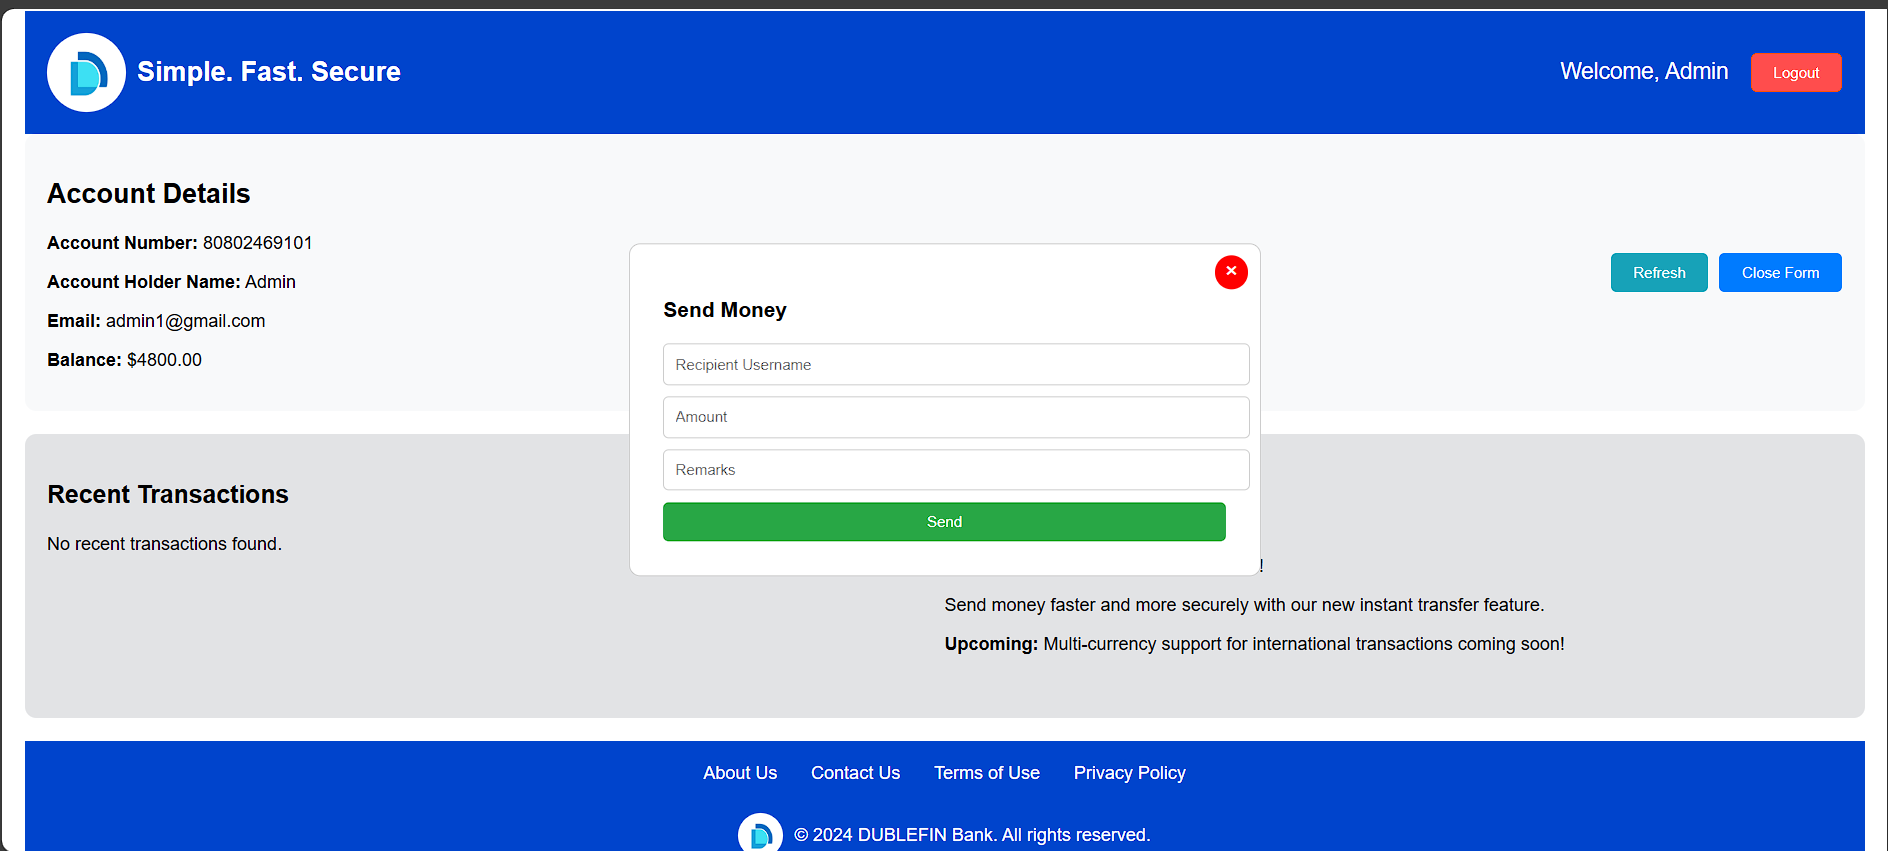 Simple. Fast. Secure
Welcome, Admin
Logout
Account Details
Account Number: 80802469101
Account Holder Name: Admin
Email: admin1@gmail.com
Balance: $4800.00
Refresh
Close Form
×
Send Money
Recipient Username
Amount
Remarks
Send
Recent Transactions
No recent transactions found.
!
Send money faster and more securely with our new instant transfer feature.
Upcoming: Multi-currency support for international transactions coming soon!
About Us
Contact Us
Terms of Use
Privacy Policy
© 2024 DUBLEFIN Bank. All rights reserved.